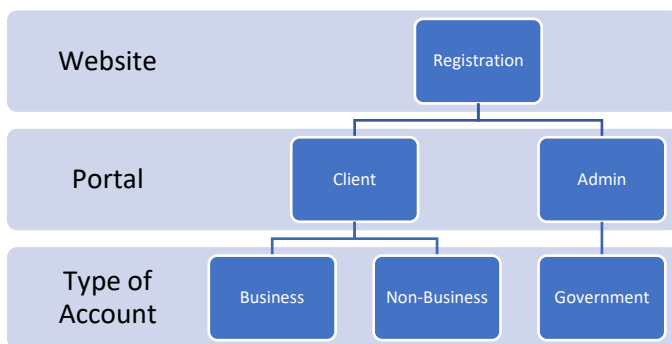 Website
Registration
Portal
Client
Admin
Type of
Account
Business
Non-Business
Government